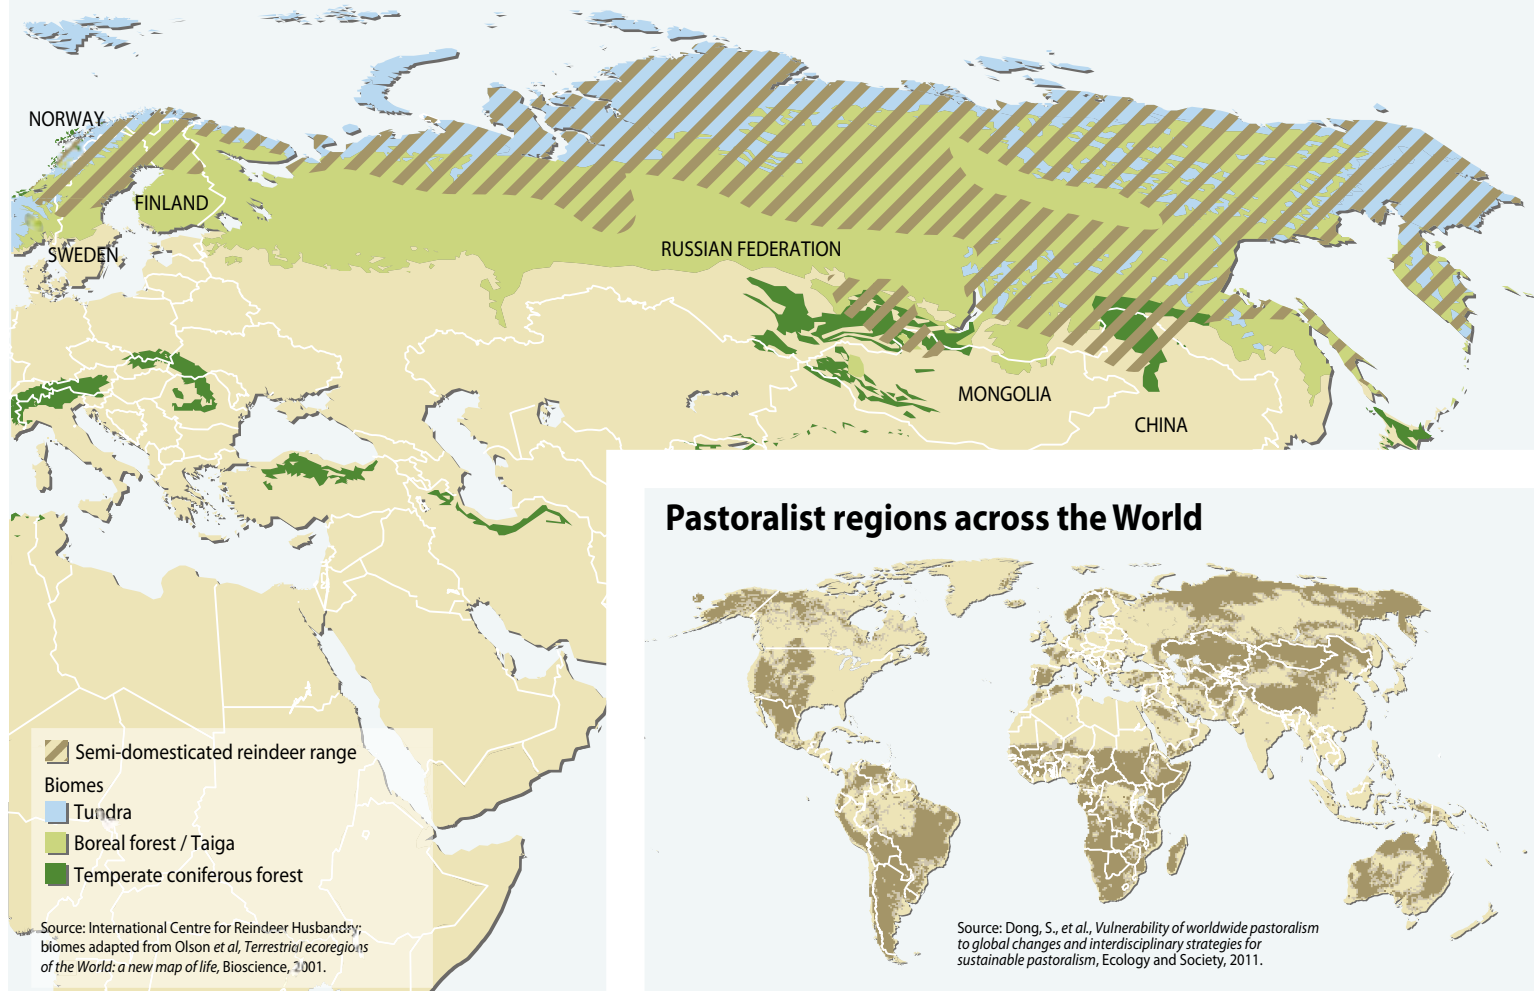 NORWAY
FINLAND
SWEDEN
RUSSIAN FEDERATION
MONGOLIA
CHINA
Semi-domesticated reindeer range
Biomes
Tundra
Boreal forest / Taiga
Temperate coniferous forest
Source: International Centre for Reindeer Husbandry;
biomes adapted from Olson et al, Terrestrial ecoregions
of the World: a new map of life, Bioscience, 2001.
Pastoralist regions across the World
Source: Dong, S., et al., Vulnerability of worldwide pastoralism
to global changes and interdisciplinary strategies for
sustainable pastoralism, Ecology and Society, 2011.